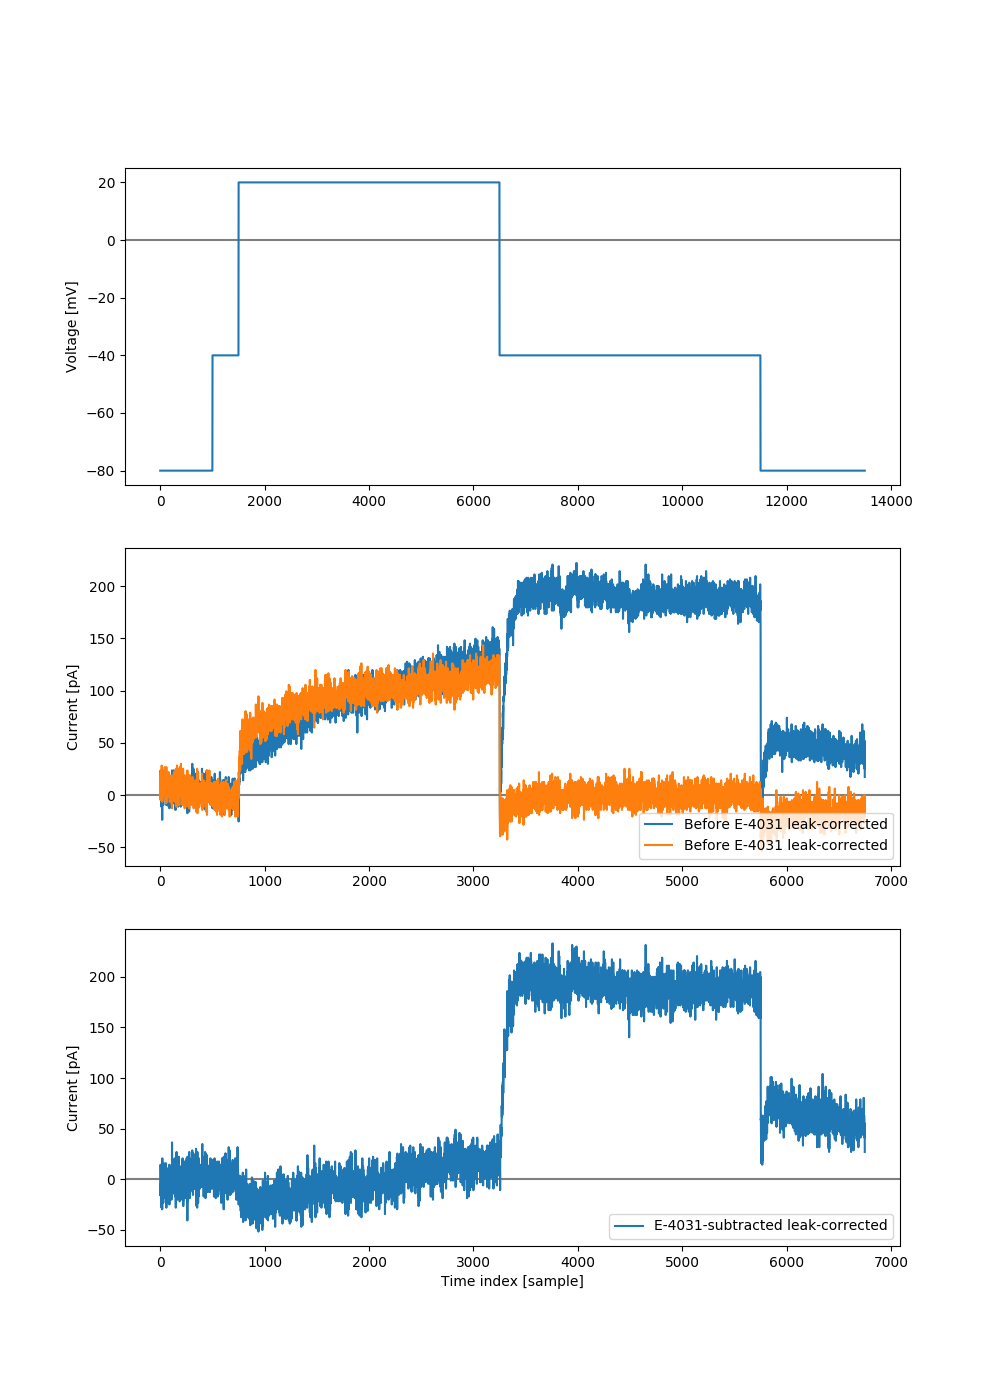 20
0
−20
−40
−60
−80
Voltage [mV]
0 2000 4000 6000 8000 10000 12000 14000
200
150
100
50
0
−50
Current [pA]
Before E-4031 leak-corrected
Before E-4031 leak-corrected
0 1000 2000 3000 4000 5000 6000 7000
200
150
100
50
0
−50
Current [pA]
E-4031-subtracted leak-corrected
0 1000 2000 3000 4000 5000 6000 7000
Time index [sample]